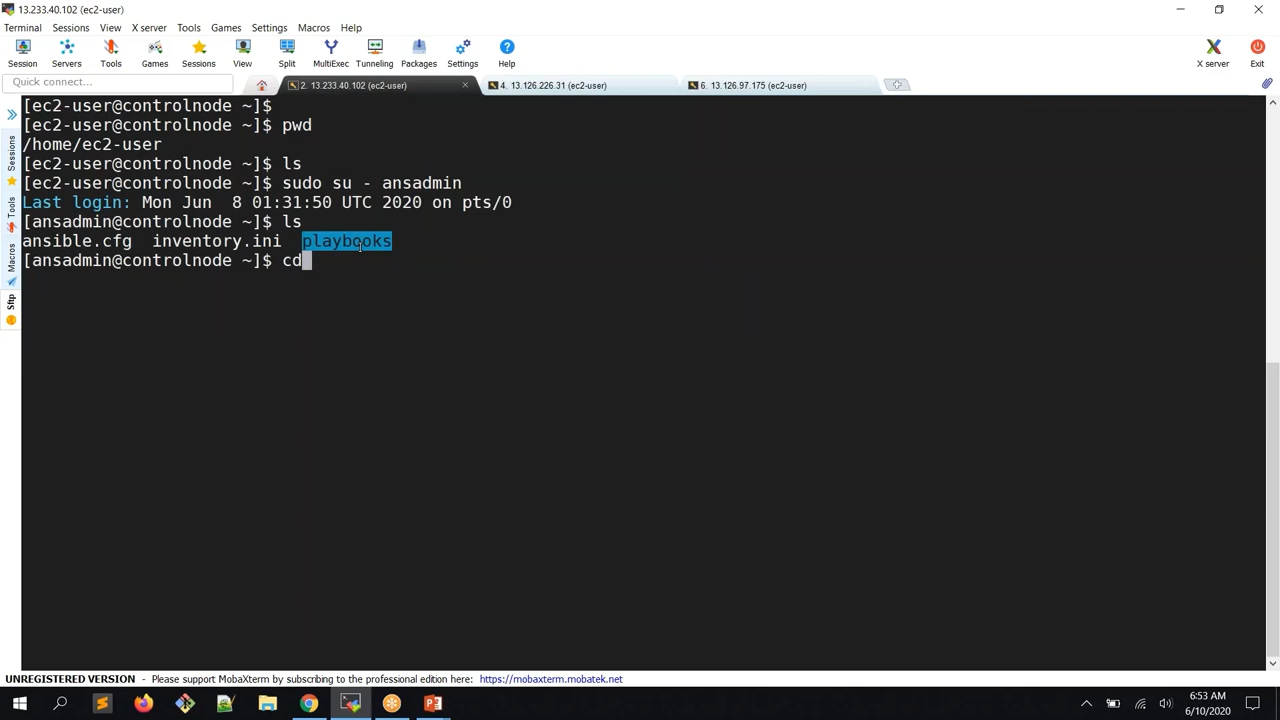 13.233.40.102 (ec2-user)
Terminal Sessions View X server Tools Games Settings Macros Help
Session Servers Tools Games Sessions View Split MultiExec Tunneling Packages Settings Help X server Exit
Quick connect...
2. 13.233.40.102 (ec2-user) 4. 13.126.226.31 (ec2-user) 6. 13.126.97.175 (ec2-user)
[ec2-user@controlnode ~]$
[ec2-user@controlnode ~]$ pwd
/home/ec2-user
[ec2-user@controlnode ~]$ ls
[ec2-user@controlnode ~]$ sudo su - ansadmin
Last login: Mon Jun  8 01:31:50 UTC 2020 on pts/0
[ansadmin@controlnode ~]$ ls
ansible.cfg  inventory.ini  playbooks
[ansadmin@controlnode ~]$ cd
Sessions
Tools
Macros
Sftp
UNREGISTERED VERSION - Please support MobaXterm by subscribing to the professional edition here: https://mobaxterm.mobatek.net
6:53 AM
6/10/2020